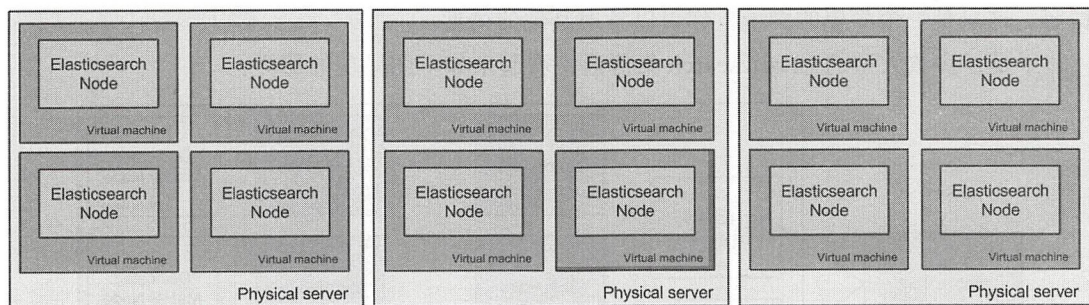 Elasticsearch
Node
Virtual machine
Elasticsearch
Node
Virtual machine
Elasticsearch
Node
Virtual machine
Elasticsearch
Node
Virtual machine
Physical server
Elasticsearch
Node
Virtual machine
Elasticsearch
Node
Virtual machine
Elasticsearch
Node
Virtual machine
Elasticsearch
Node
Virtual machine
Physical server
Elasticsearch
Node
Virtual machine
Elasticsearch
Node
Virtual machine
Elasticsearch
Node
Virtual machine
Elasticsearch
Node
Virtual machine
Physical server